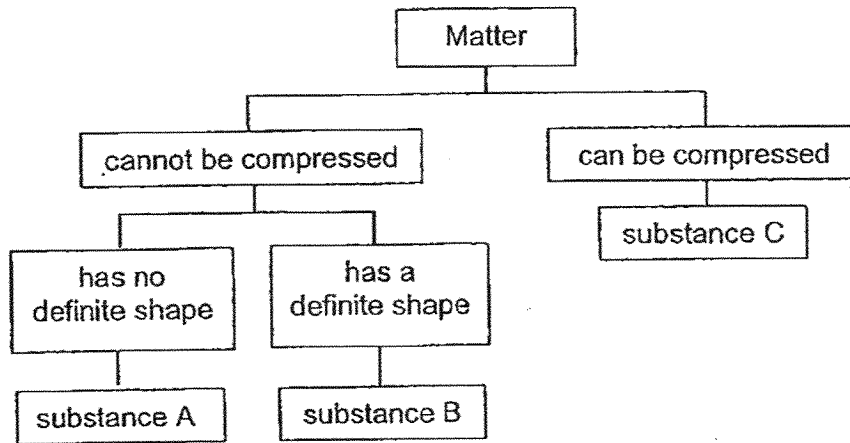 Matter
cannot be compressed
can be compressed
substance C
has no
definite shape
has a
definite shape
substance A
substance B